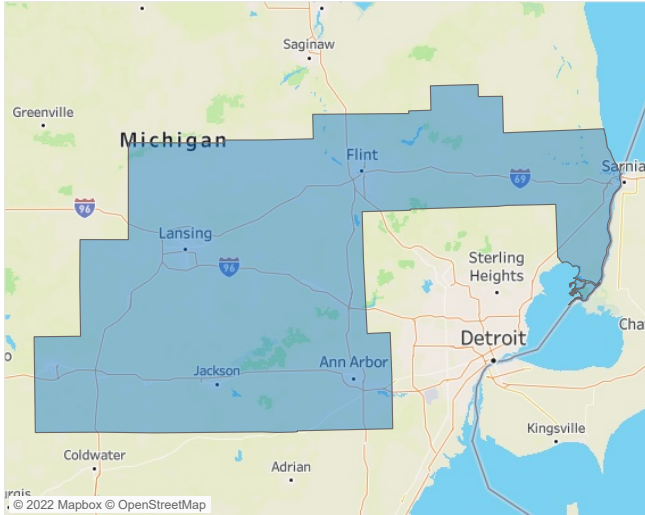 Saginaw
Greenville
Michigan
Flint
Sarnia
69
96
Lansing
96
Sterling
Heights
Detroit
Cha
o
Jackson
Ann Arbor
Kingsville
Coldwater
Adrian
urgis
© 2022 Mapbox © OpenStreetMap